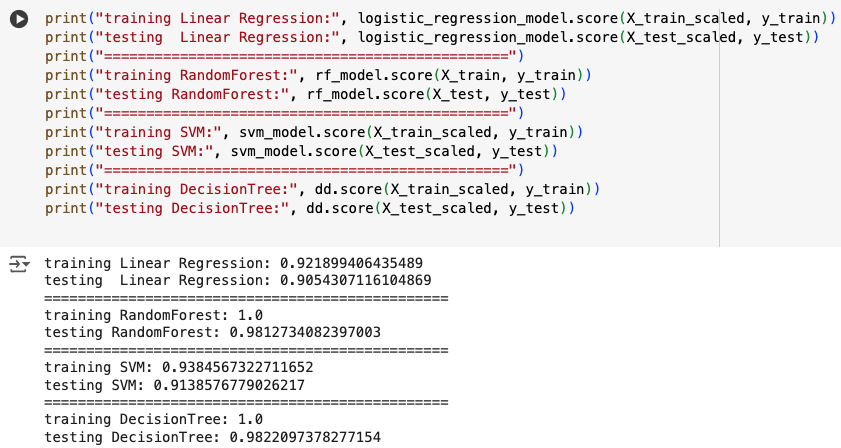 print("training Linear Regression:", logistic_regression_model.score(X_train_scaled, y_train))
print("testing  Linear Regression:", logistic_regression_model.score(X_test_scaled, y_test))
print("================================================")
print("training RandomForest:", rf_model.score(X_train, y_train))
print("testing RandomForest:", rf_model.score(X_test, y_test))
print("================================================")
print("training SVM:", svm_model.score(X_train_scaled, y_train))
print("testing SVM:", svm_model.score(X_test_scaled, y_test))
print("================================================")
print("training DecisionTree:", dd.score(X_train_scaled, y_train))
print("testing DecisionTree:", dd.score(X_test_scaled, y_test))
training Linear Regression: 0.921899406435489
testing  Linear Regression: 0.9054307116104869
================================================
training RandomForest: 1.0
testing RandomForest: 0.9812734082397003
================================================
training SVM: 0.9384567322711652
testing SVM: 0.9138576779026217
================================================
training DecisionTree: 1.0
testing DecisionTree: 0.9822097378277154